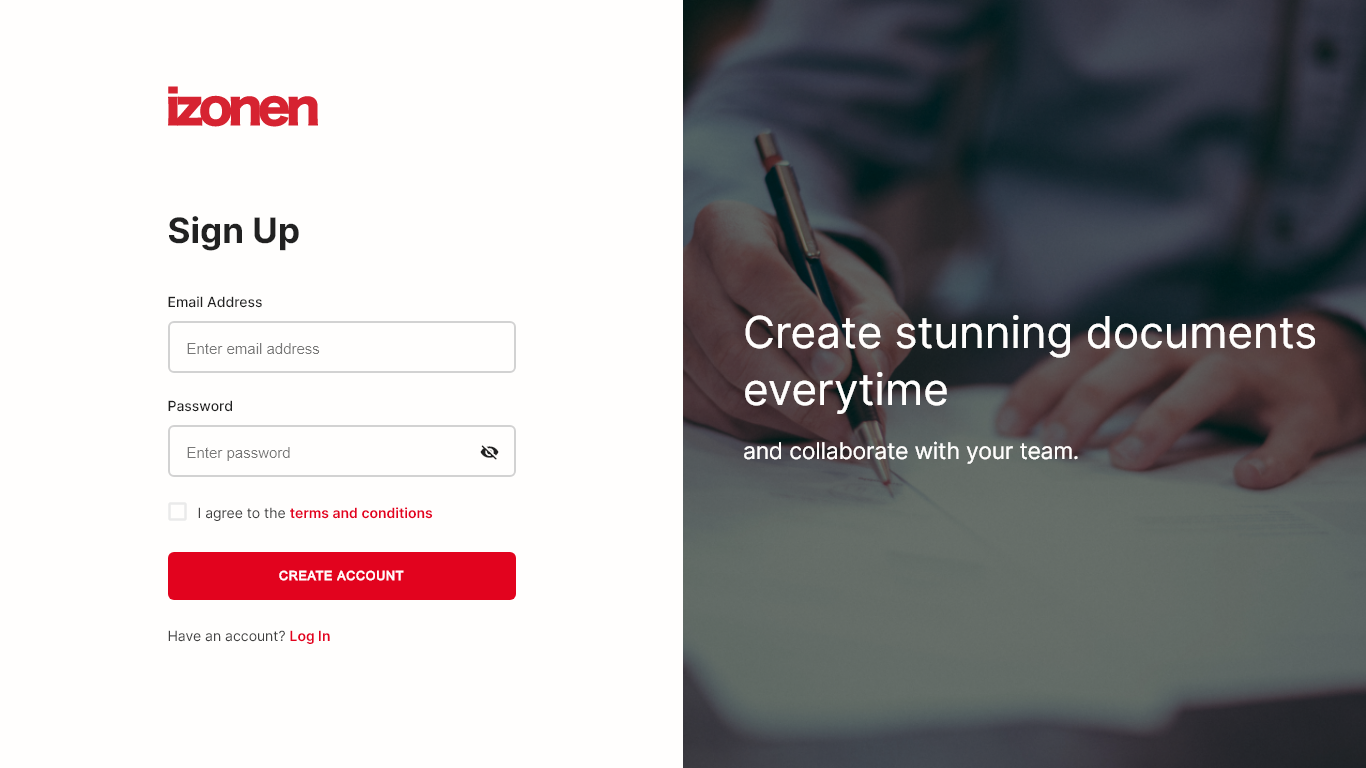 izonen
Sign Up
Email Address
Enter email address
Password
Enter password
I agree to the terms and conditions
CREATE ACCOUNT
Have an account? Log In
Create stunning documents
everytime
and collaborate with your team.